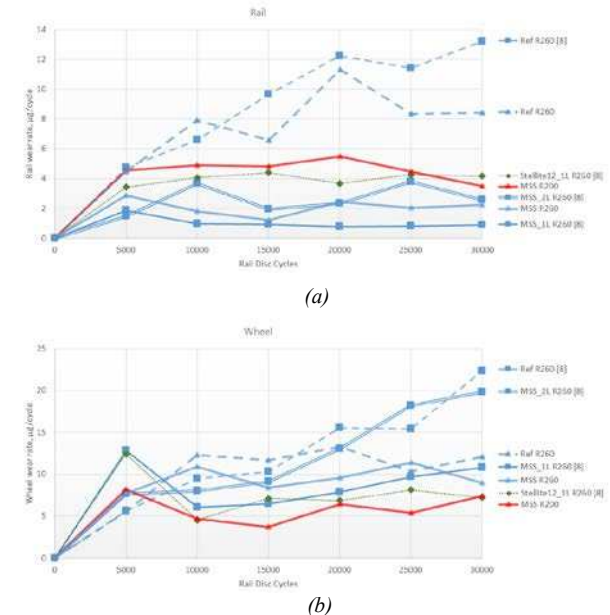 Rail
14
12
10
8
6
4
2
0
Rail wear rate, µg/cycle
0 5000 10000 15000 20000 25000 30000
Rail Disc Cycles
Ref R260 [8]
Ref R260
Stellite12_1L R260 [8]
MSS R200
MSS_2L R260 [8]
MSS R260
MSS_1L R260 [8]
(a)
Wheel
25
20
15
10
5
0
Wheel wear rate, µg/cycle
0 5000 10000 15000 20000 25000 30000
Rail Disc Cycles
Ref R260 [8]
MSS_2L R260 [8]
Ref R260
MSS_1L R260 [8]
MSS R260
Stellite12_1L R260 [8]
MSS R200
(b)